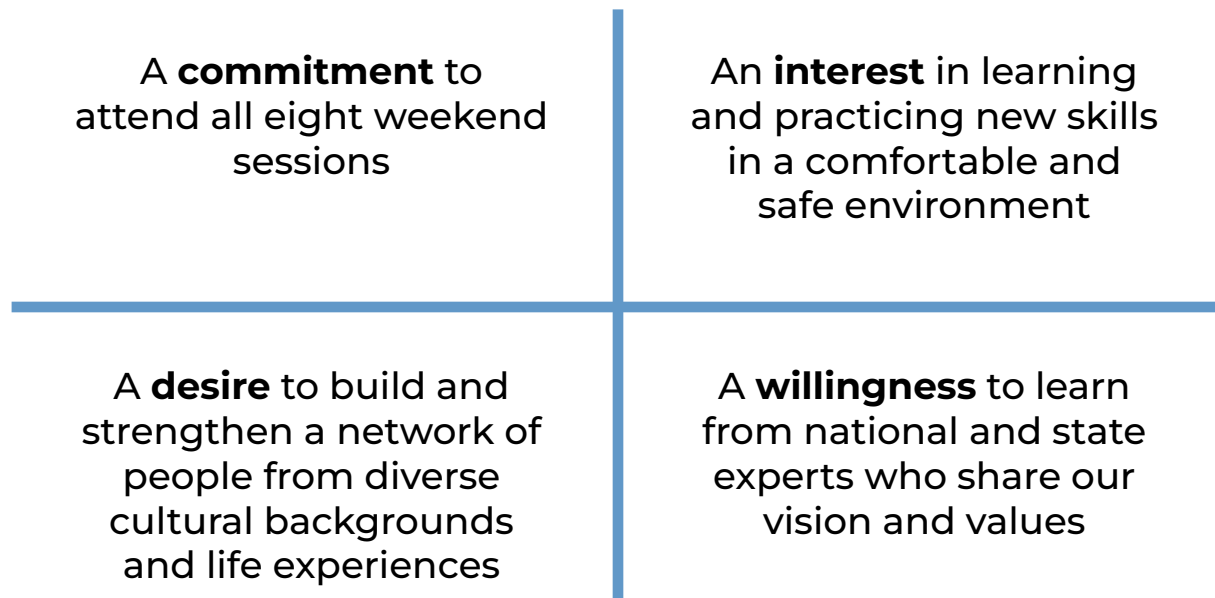 A commitment to
attend all eight weekend
sessions
An interest in learning
and practicing new skills
in a comfortable and
safe environment
A desire to build and
strengthen a network of
people from diverse
cultural backgrounds
and life experiences
A willingness to learn
from national and state
experts who share our
vision and values